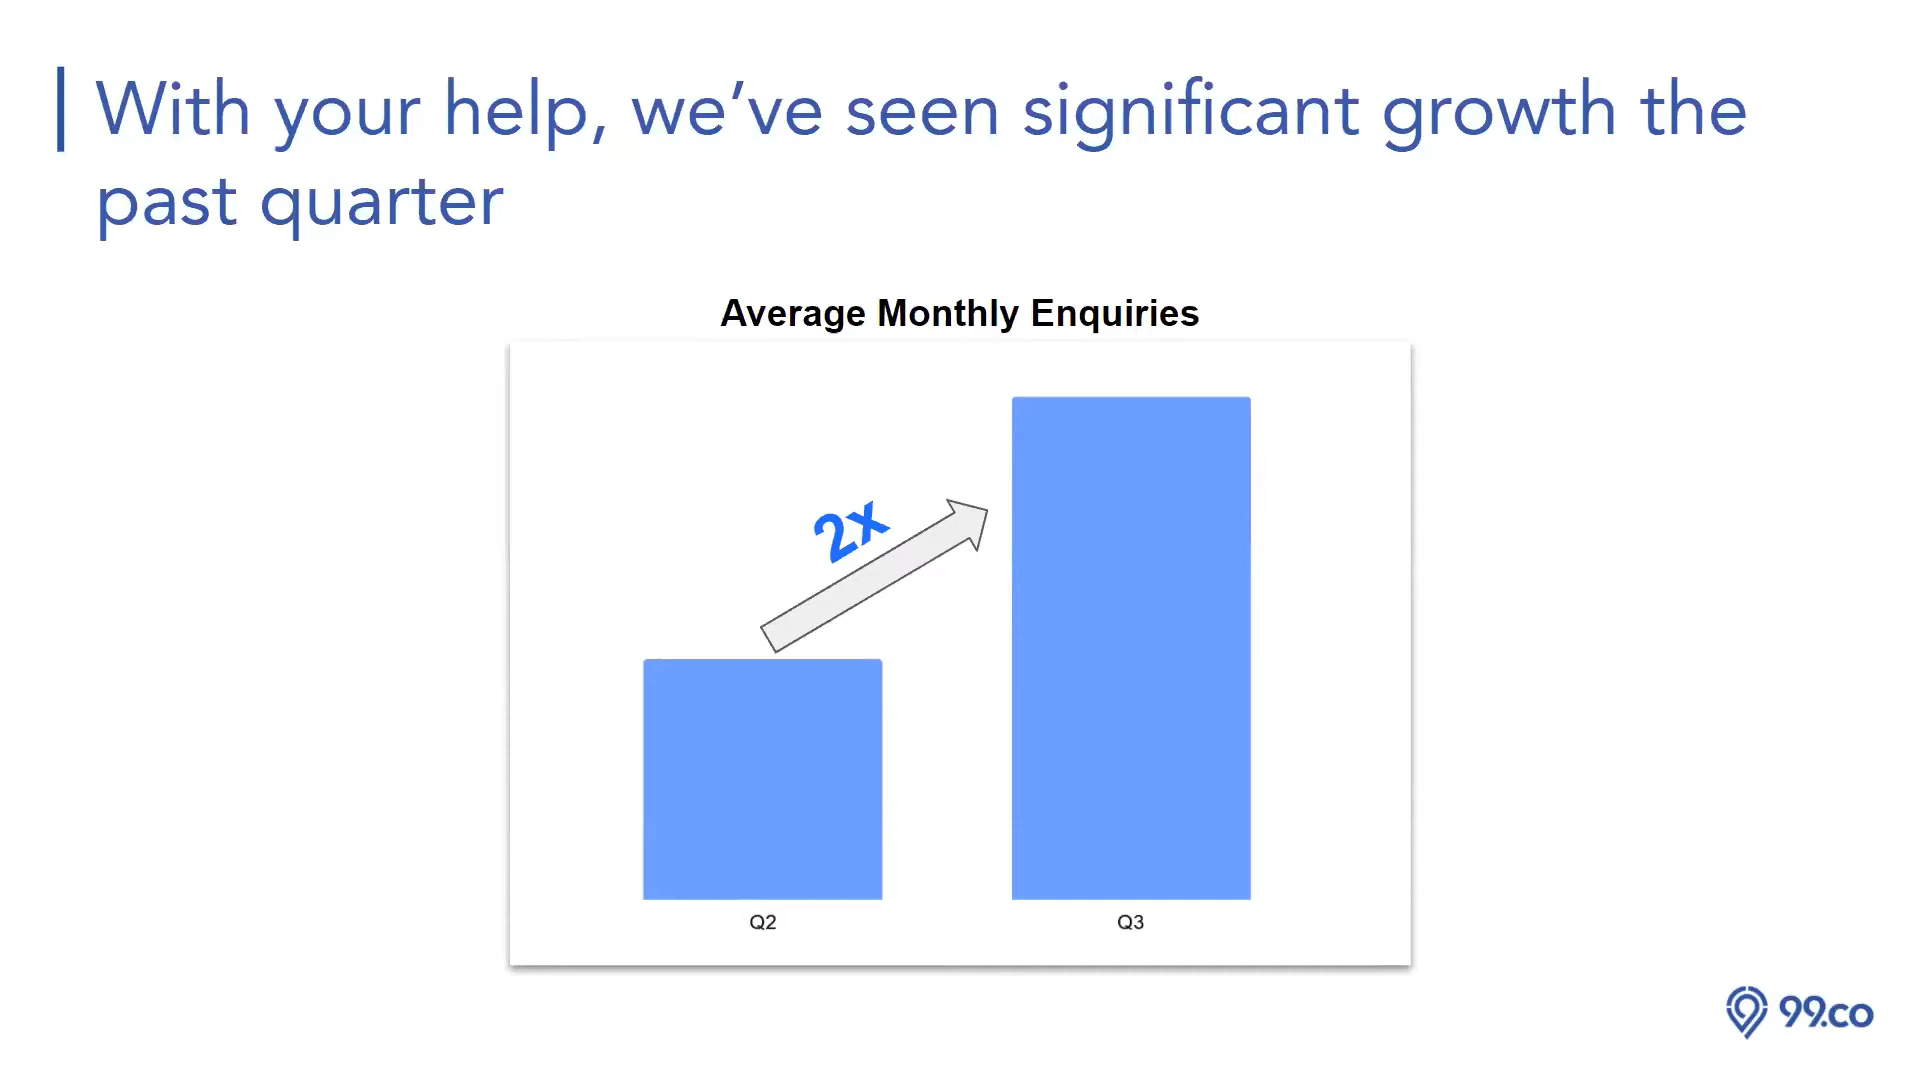 With your help, we’ve seen significant growth the
past quarter
Average Monthly Enquiries
2x
Q2
Q3
99.co